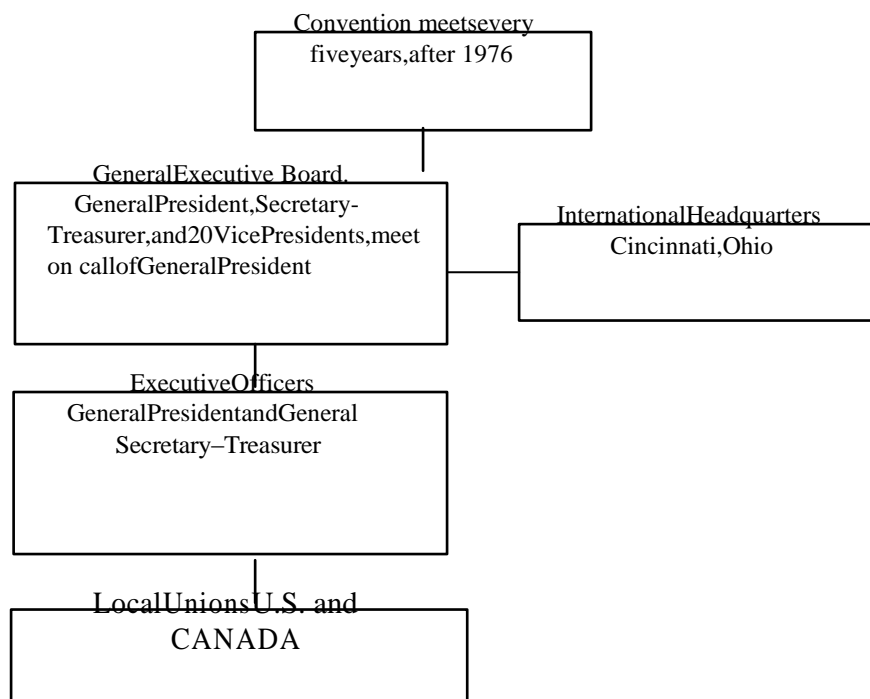 Convention meetsevery
fiveyears,after 1976
GeneralExecutive Board.
GeneralPresident,Secretary-
Treasurer,and20VicePresidents,meet
on callofGeneralPresident
InternationalHeadquarters
Cincinnati,Ohio
ExecutiveOfficers
GeneralPresidentandGeneral
Secretary–Treasurer
LocalUnionsU.S. and
CANADA